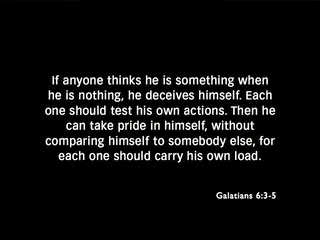 If anyone thinks he is something when
he is nothing, he deceives himself. Each
one should test his own actions. Then he
can take pride in himself, without
comparing himself to somebody else, for
each one should carry his own load.
Galatians 6:3-5